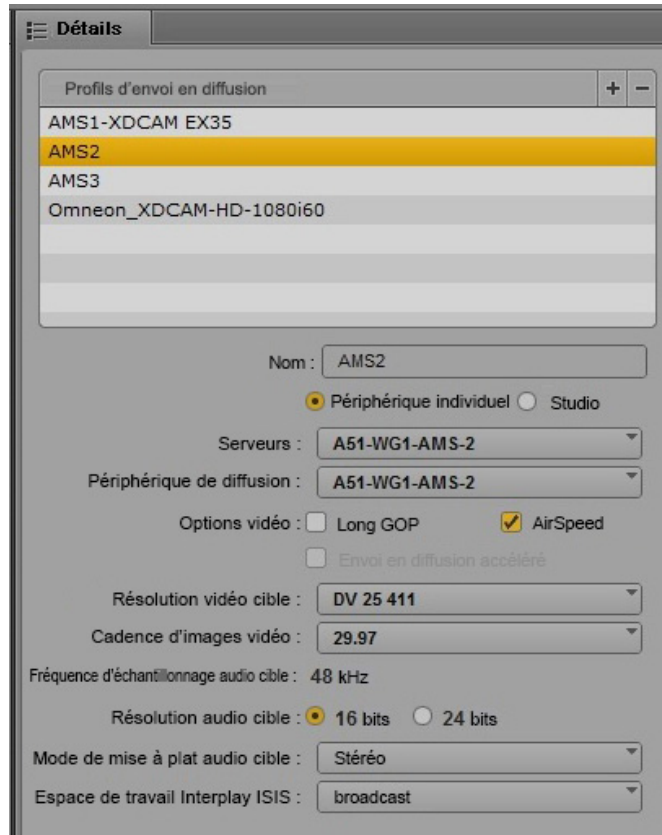 Détails
Profils d'envoi en diffusion + −
AMS1-XDCAM EX35
AMS2
AMS3
Omneon_XDCAM-HD-1080i60
Nom : AMS2
Périphérique individuel Studio
Serveurs : A51-WG1-AMS-2
Périphérique de diffusion : A51-WG1-AMS-2
Options vidéo : Long GOP AirSpeed
Envoi en diffusion accéléré
Résolution vidéo cible : DV 25 411
Cadence d'images vidéo : 29.97
Fréquence d'échantillonnage audio cible : 48 kHz
Résolution audio cible : 16 bits 24 bits
Mode de mise à plat audio cible : Stéréo
Espace de travail Interplay ISIS : broadcast